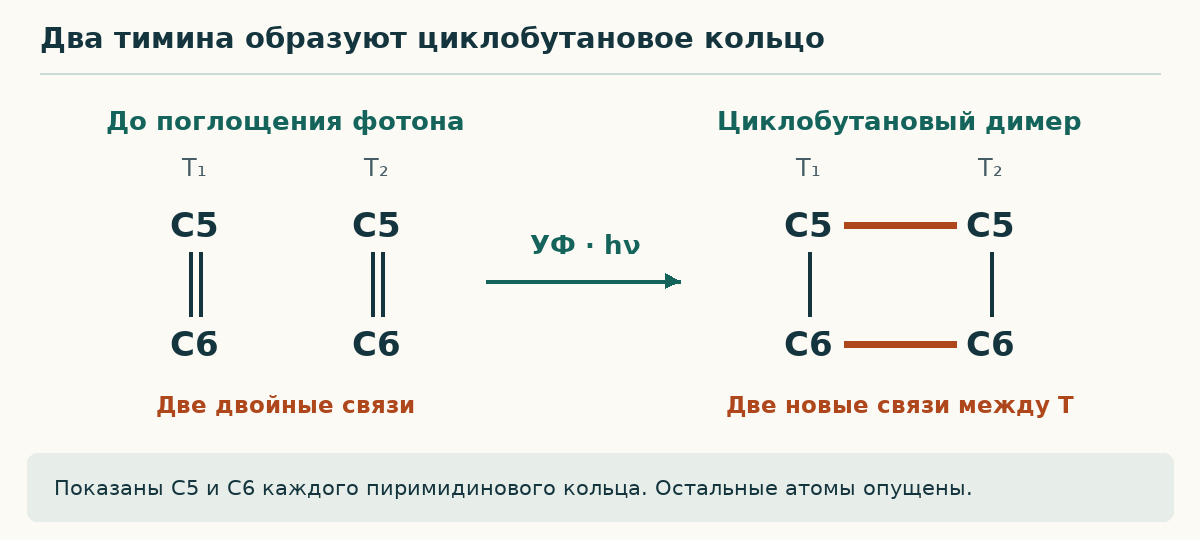 Два тимина образуют циклобутановое кольцо
До поглощения фотона
T₁ T₂
C5 C5
C6 C6
Две двойные связи
УФ · hν
Циклобутановый димер
T₁ T₂
C5 C5
C6 C6
Две новые связи между T
Показаны C5 и C6 каждого пиримидинового кольца. Остальные атомы опущены.